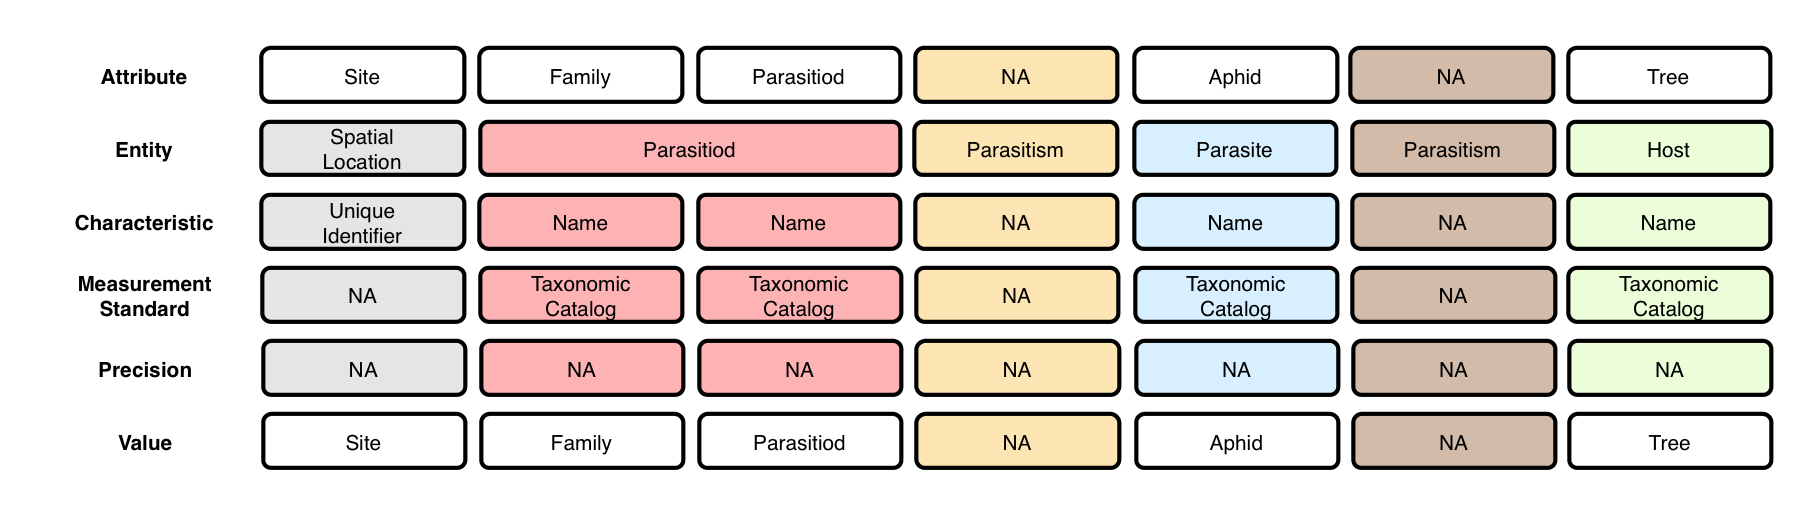 Attribute Site Family Parasitiod NA Aphid NA Tree
Entity Spatial Location Parasitiod Parasitism Parasite Parasitism Host
Characteristic Unique Identifier Name Name NA Name NA Name
Measurement Standard NA Taxonomic Catalog Taxonomic Catalog NA Taxonomic Catalog NA Taxonomic Catalog
Precision NA NA NA NA NA NA NA
Value Site Family Parasitiod NA Aphid NA Tree